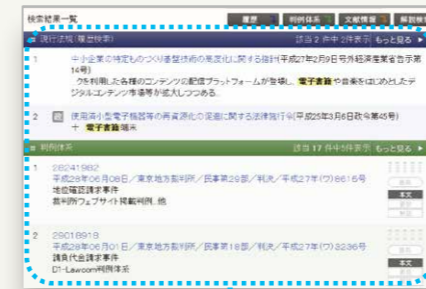 検索結果一覧
履歴
判例体系
文献情報
解説検索
現行法規(履歴検索)
該当 2 件中 2件表示 もっと見る
1 中小企業の特定ものづくり基盤技術の高度化に関する指針(平成27年2月9日号外経済産業省告示第
14号)
クを利用した各種のコンテンツの配信プラットフォームが登場し、電子書籍や音楽をはじめとしたデ
ジタルコンテンツ市場等が拡大しつつある。
2 使用済小型電子機器等の再資源化の促進に関する法律施行令(平成25年3月6日政令第45号)
十 電子書籍端末
判例体系
該当 17 件中5件表示 もっと見る
1 28241982
平成28年06月08日/東京地方裁判所/民事第29部/判決/平成27年(ワ)8615号
地位確認請求事件
裁判所ウェブサイト掲載判例、他
本文
2 29018918
平成28年06月01日/東京地方裁判所/民事第18部/判決/平成27年(ワ)3236号
請負代金請求事件
D1-Law.com判例体系
本文